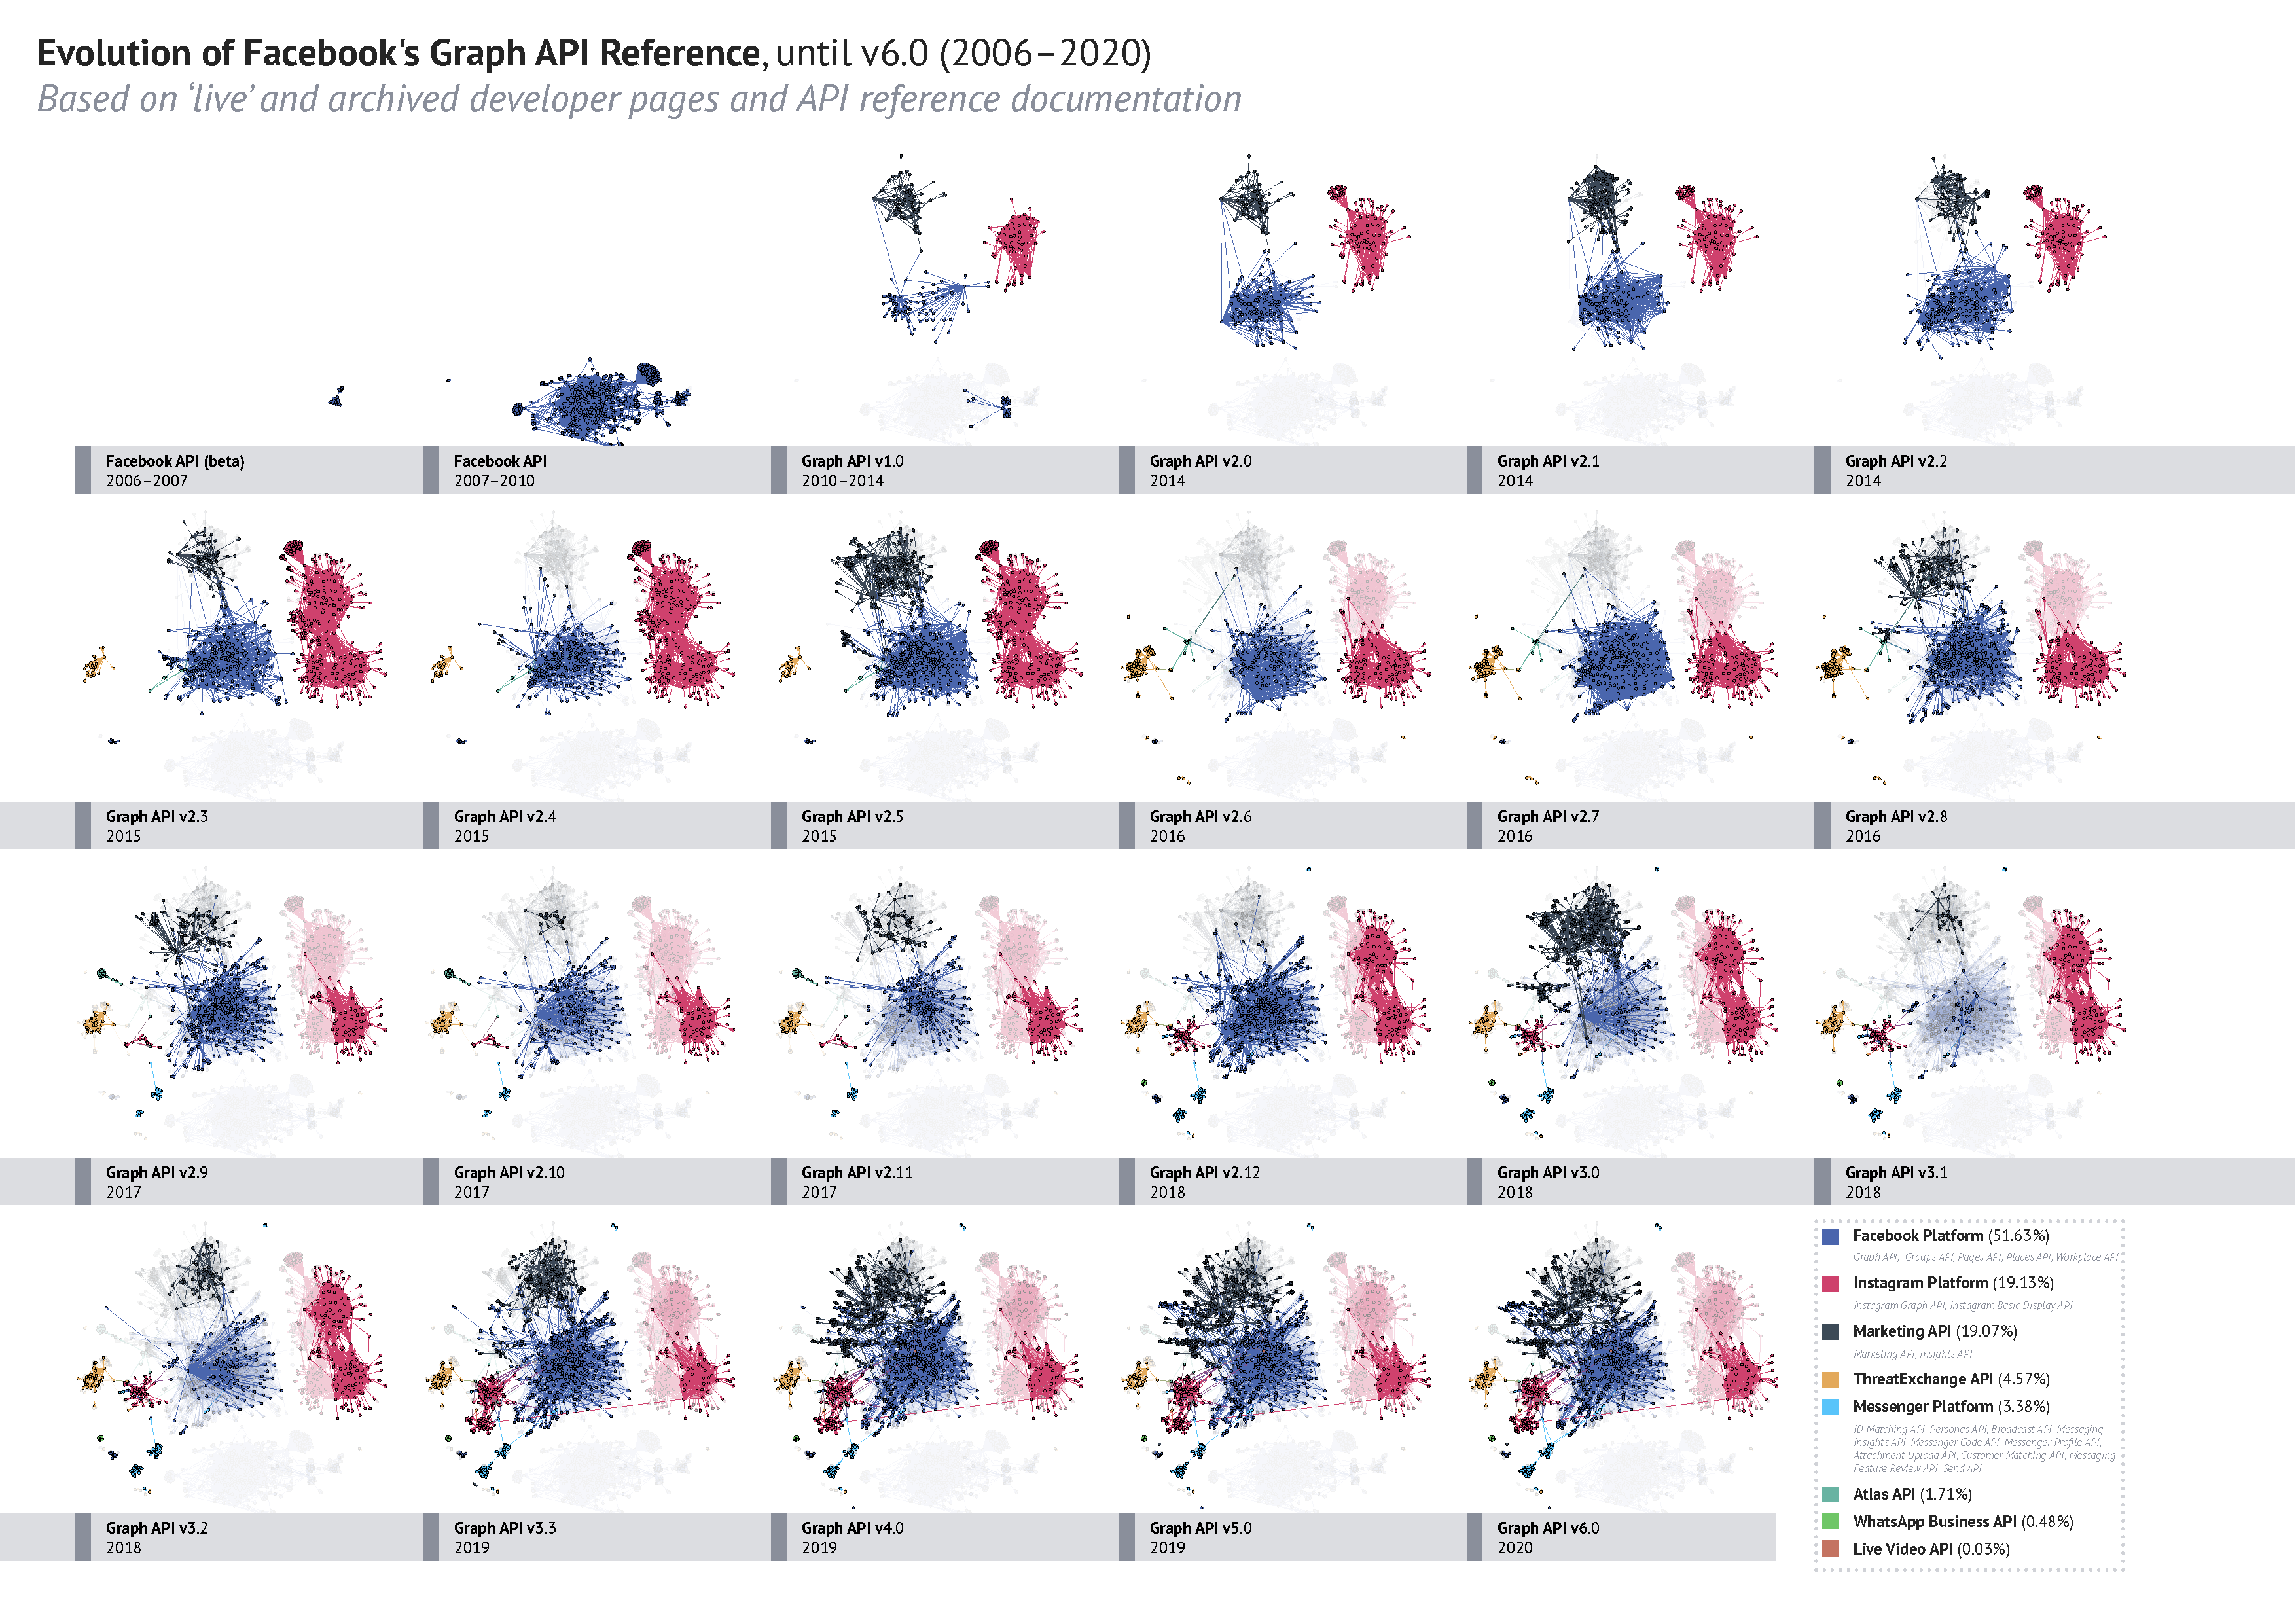 Evolution of Facebook's Graph API Reference, until v6.0 (2006–2020)
Based on ‘live’ and archived developer pages and API reference documentation
Facebook API (beta)
2006–2007
Facebook API
2007–2010
Graph API v1.0
2010–2014
Graph API v2.0
2014
Graph API v2.1
2014
Graph API v2.2
2014
Graph API v2.3
2015
Graph API v2.4
2015
Graph API v2.5
2015
Graph API v2.6
2016
Graph API v2.7
2016
Graph API v2.8
2016
Graph API v2.9
2017
Graph API v2.10
2017
Graph API v2.11
2017
Graph API v2.12
2018
Graph API v3.0
2018
Graph API v3.1
2018
Graph API v3.2
2018
Graph API v3.3
2019
Graph API v4.0
2019
Graph API v5.0
2019
Graph API v6.0
2020
Facebook Platform (51.63%)
Graph API, Groups API, Pages API, Places API, Workplace API
Instagram Platform (19.13%)
Instagram Graph API, Instagram Basic Display API
Marketing API (19.07%)
Marketing API, Insights API
ThreatExchange API (4.57%)
Messenger Platform (3.38%)
ID Matching API, Personas API, Broadcast API, Messaging
Insights API, Messenger Code API, Messenger Profile API,
Attachment Upload API, Customer Matching API, Messaging
Feature Review API, Send API
Atlas API (1.71%)
WhatsApp Business API (0.48%)
Live Video API (0.03%)